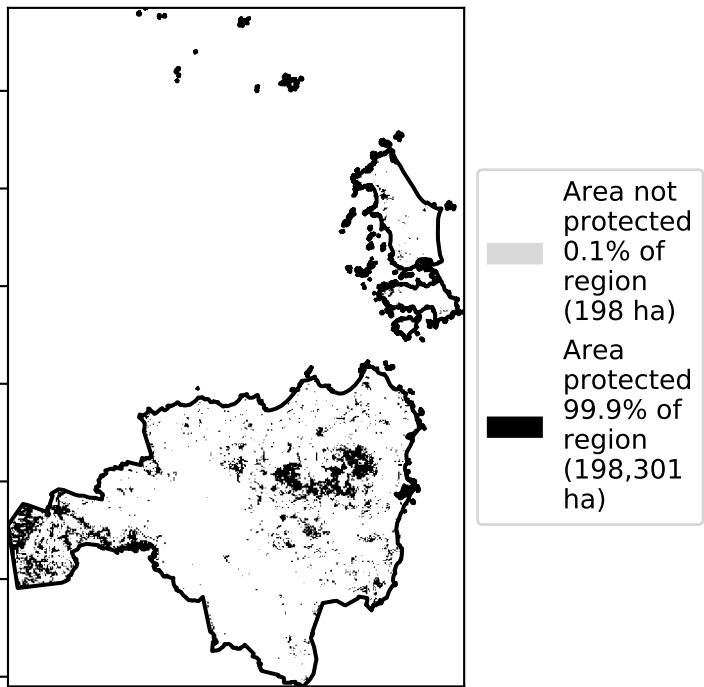 Area not
protected
0.1% of
region
(198 ha)
Area
protected
99.9% of
region
(198,301
ha)